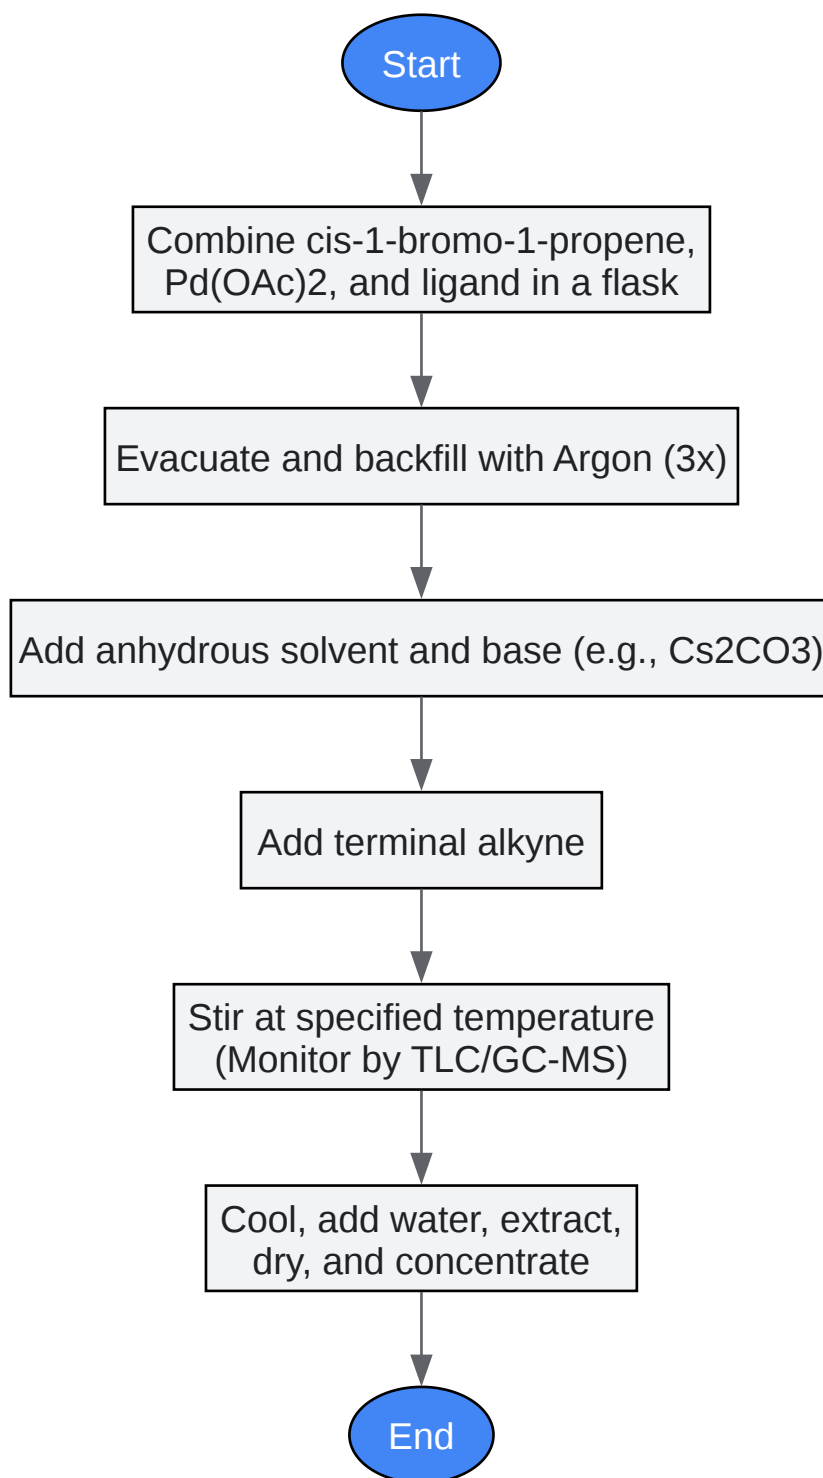 Start
Combine cis-1-bromo-1-propene,
Pd(OAc)2, and ligand in a flask
Evacuate and backfill with Argon (3x)
Add anhydrous solvent and base (e.g., Cs2CO3)
Add terminal alkyne
Stir at specified temperature
(Monitor by TLC/GC-MS)
Cool, add water, extract,
dry, and concentrate
End